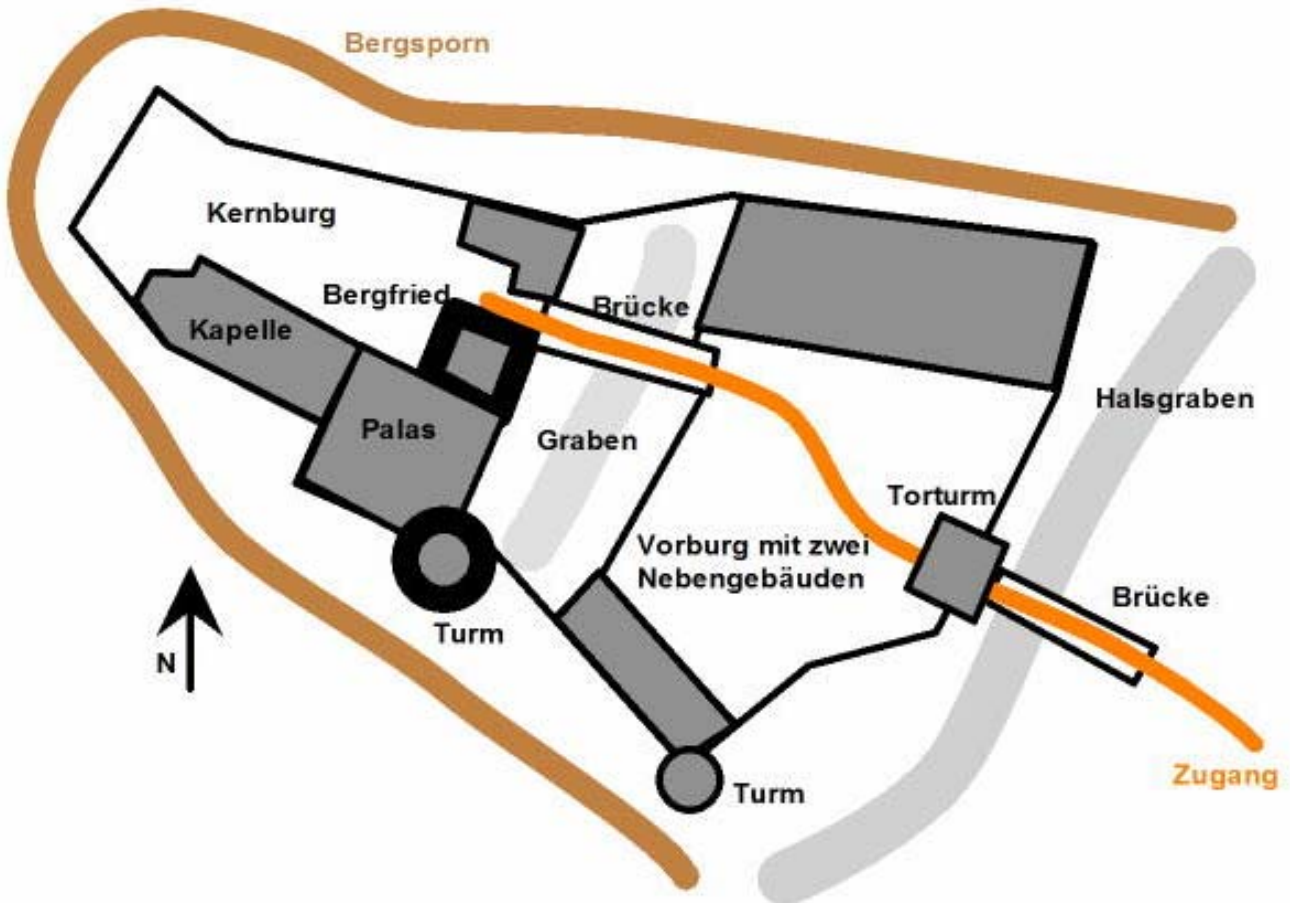 Bergsporn
Kernburg
Bergfried
Brücke
Kapelle
Halsgraben
Palas
Graben
Torturm
Vorburg mit zwei
Nebengebäuden
Brücke
Turm
N
Zugang
Turm